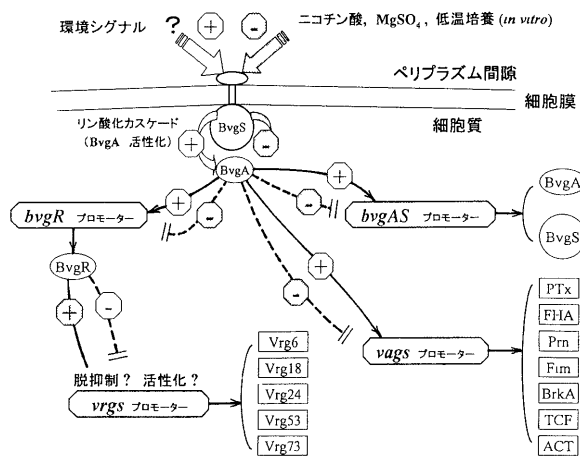 環境シグナル ?
+
-
ニコチン酸, MgSO₄, 低温培養 (in vitro)
ペリプラズム間隙
細胞膜
細胞質
BvgS
リン酸化カスケード
(BvgA 活性化)
+
-
BvgA
+
-
-
+
bvgR プロモーター
bvgAS プロモーター
BvgA
BvgS
BvgR
+
-
+
-
脱抑制? 活性化?
vrgs プロモーター
Vrg6
Vrg18
Vrg24
Vrg53
Vrg73
vags プロモーター
PTx
FHA
Prn
Fim
BrkA
TCF
ACT